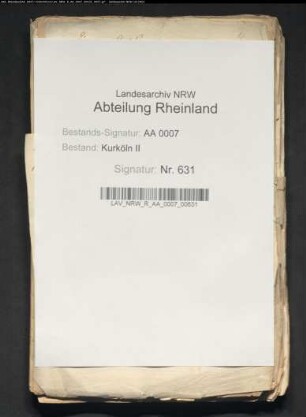 Landesarchiv NRW
Abteilung Rheinland
Bestands-Signatur: AA 0007
Bestand: Kurköln II
Signatur: Nr. 631
LAV_NRW_R_AA_0007_00631